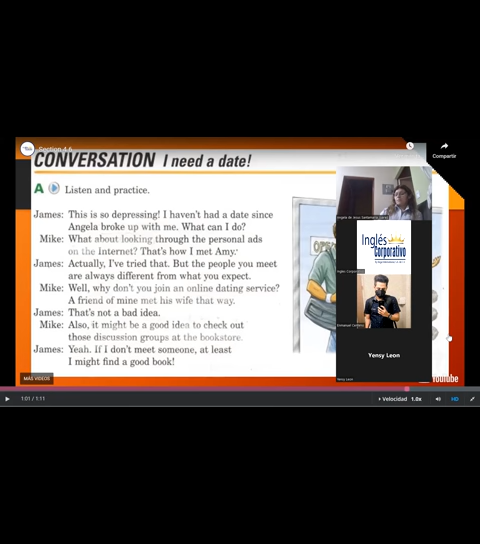 Section 4.6
Compartir
CONVERSATION I need a date!
A Listen and practice.
James: This is so depressing! I haven't had a date since
Angela broke up with me. What can I do?
Mike: What about looking through the personal ads
on the Internet? That's how I met Amy.
James: Actually, I've tried that. But the people you meet
are always different from what you expect.
Mike: Well, why don't you join an online dating service?
A friend of mine met his wife that way.
James: That's not a bad idea.
Mike: Also, it might be a good idea to check out
those discussion groups at the bookstore.
James: Yeah. If I don't meet someone, at least
I might find a good book!
Inglés
Corporativo
Yensy Leon
Yensy Leon
MÁS VIDEOS
YouTube
1:01 / 1:11
Velocidad 1.0x
HD